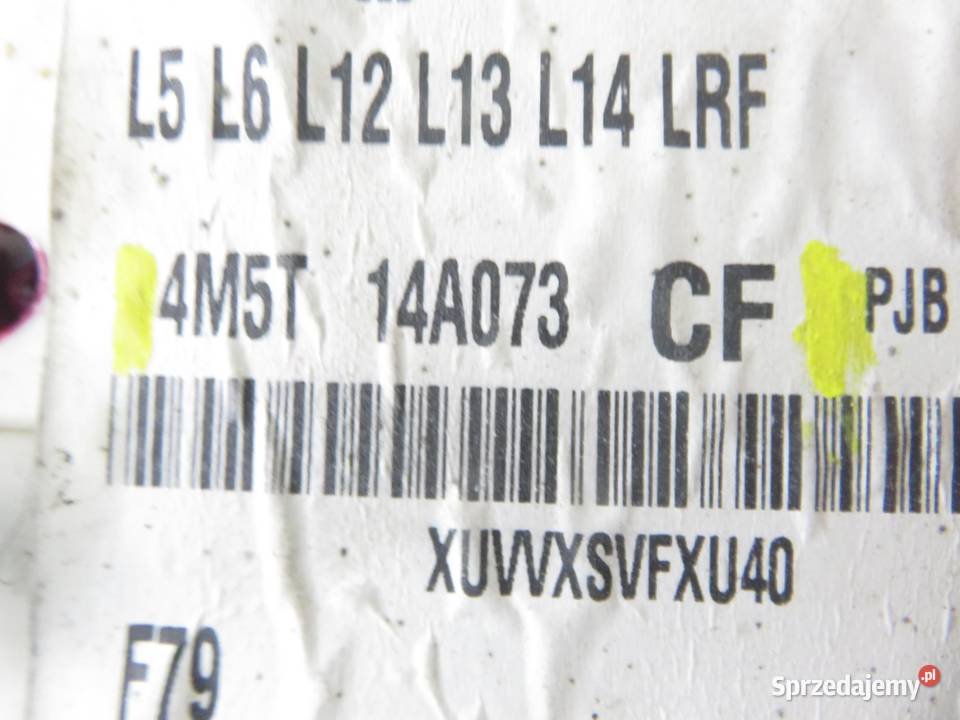 L5 L6 L12 L13 L14 LRF
4M5T 14A073 CF PJB
XUVVXSVFXU40
F79
Sprzedajemy.pl